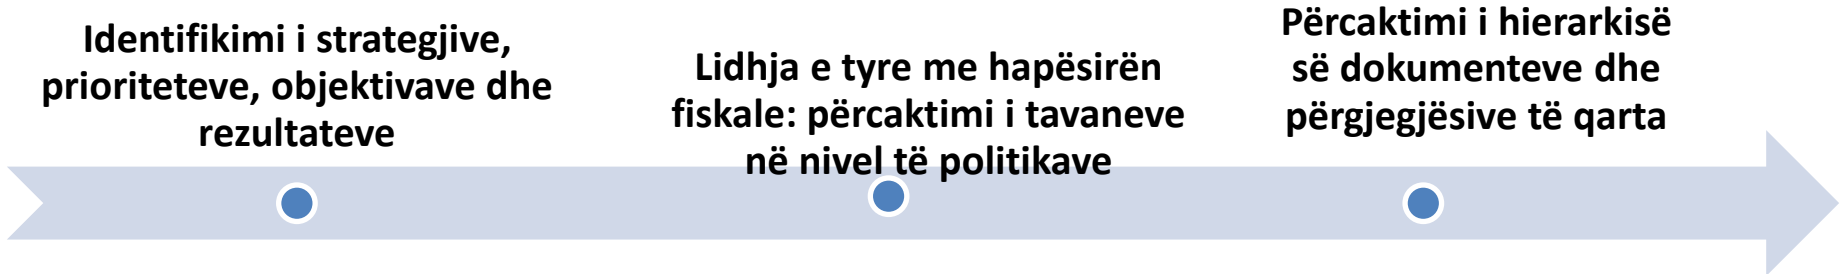 Identifikimi i strategjive,
prioriteteve, objektivave dhe
rezultateve
Lidhja e tyre me hapësirën
fiskale: përcaktimi i tavaneve
në nivel të politikave
Përcaktimi i hierarkisë
së dokumenteve dhe
përgjegjësive të qarta